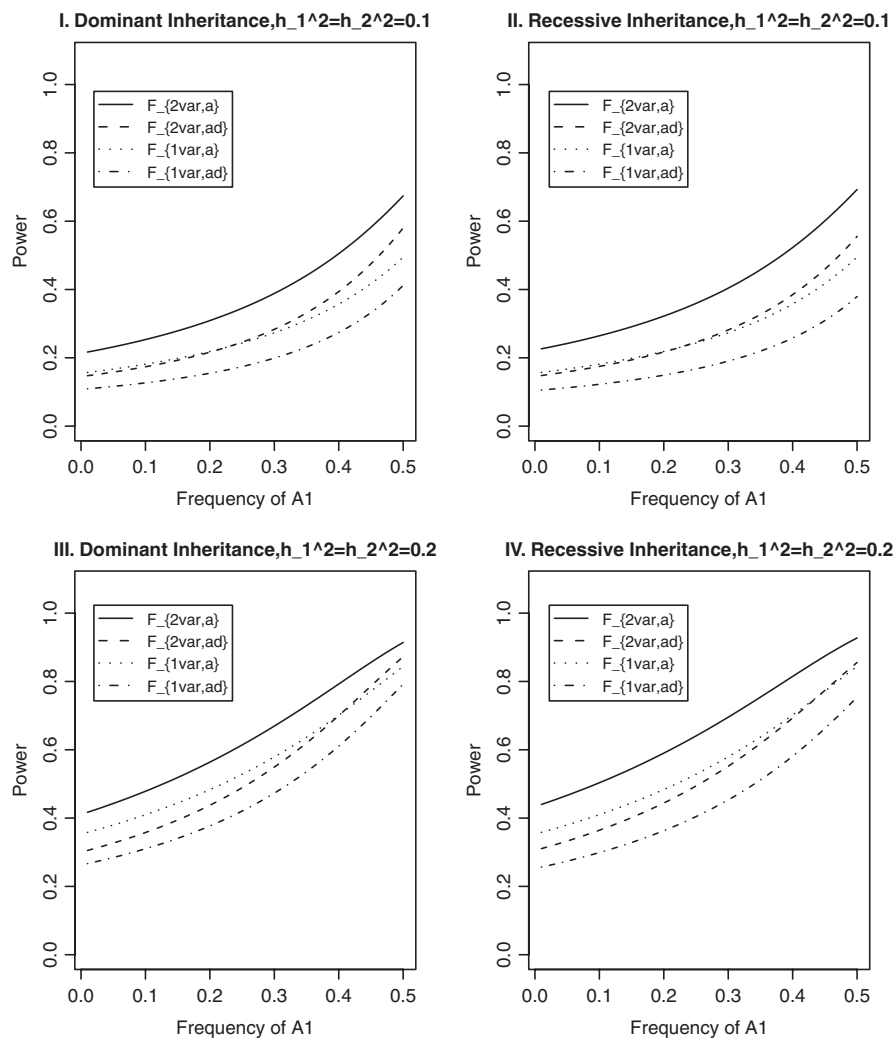 I. Dominant Inheritance,h_1^2=h_2^2=0.1
Power
0.0
0.2
0.4
0.6
0.8
1.0
F_{2var,a}
F_{2var,ad}
F_{1var,a}
F_{1var,ad}
0.0 0.1 0.2 0.3 0.4 0.5
Frequency of A1
II. Recessive Inheritance,h_1^2=h_2^2=0.1
Power
0.0
0.2
0.4
0.6
0.8
1.0
F_{2var,a}
F_{2var,ad}
F_{1var,a}
F_{1var,ad}
0.0 0.1 0.2 0.3 0.4 0.5
Frequency of A1
III. Dominant Inheritance,h_1^2=h_2^2=0.2
Power
0.0
0.2
0.4
0.6
0.8
1.0
F_{2var,a}
F_{2var,ad}
F_{1var,a}
F_{1var,ad}
0.0 0.1 0.2 0.3 0.4 0.5
Frequency of A1
IV. Recessive Inheritance,h_1^2=h_2^2=0.2
Power
0.0
0.2
0.4
0.6
0.8
1.0
F_{2var,a}
F_{2var,ad}
F_{1var,a}
F_{1var,ad}
0.0 0.1 0.2 0.3 0.4 0.5
Frequency of A1